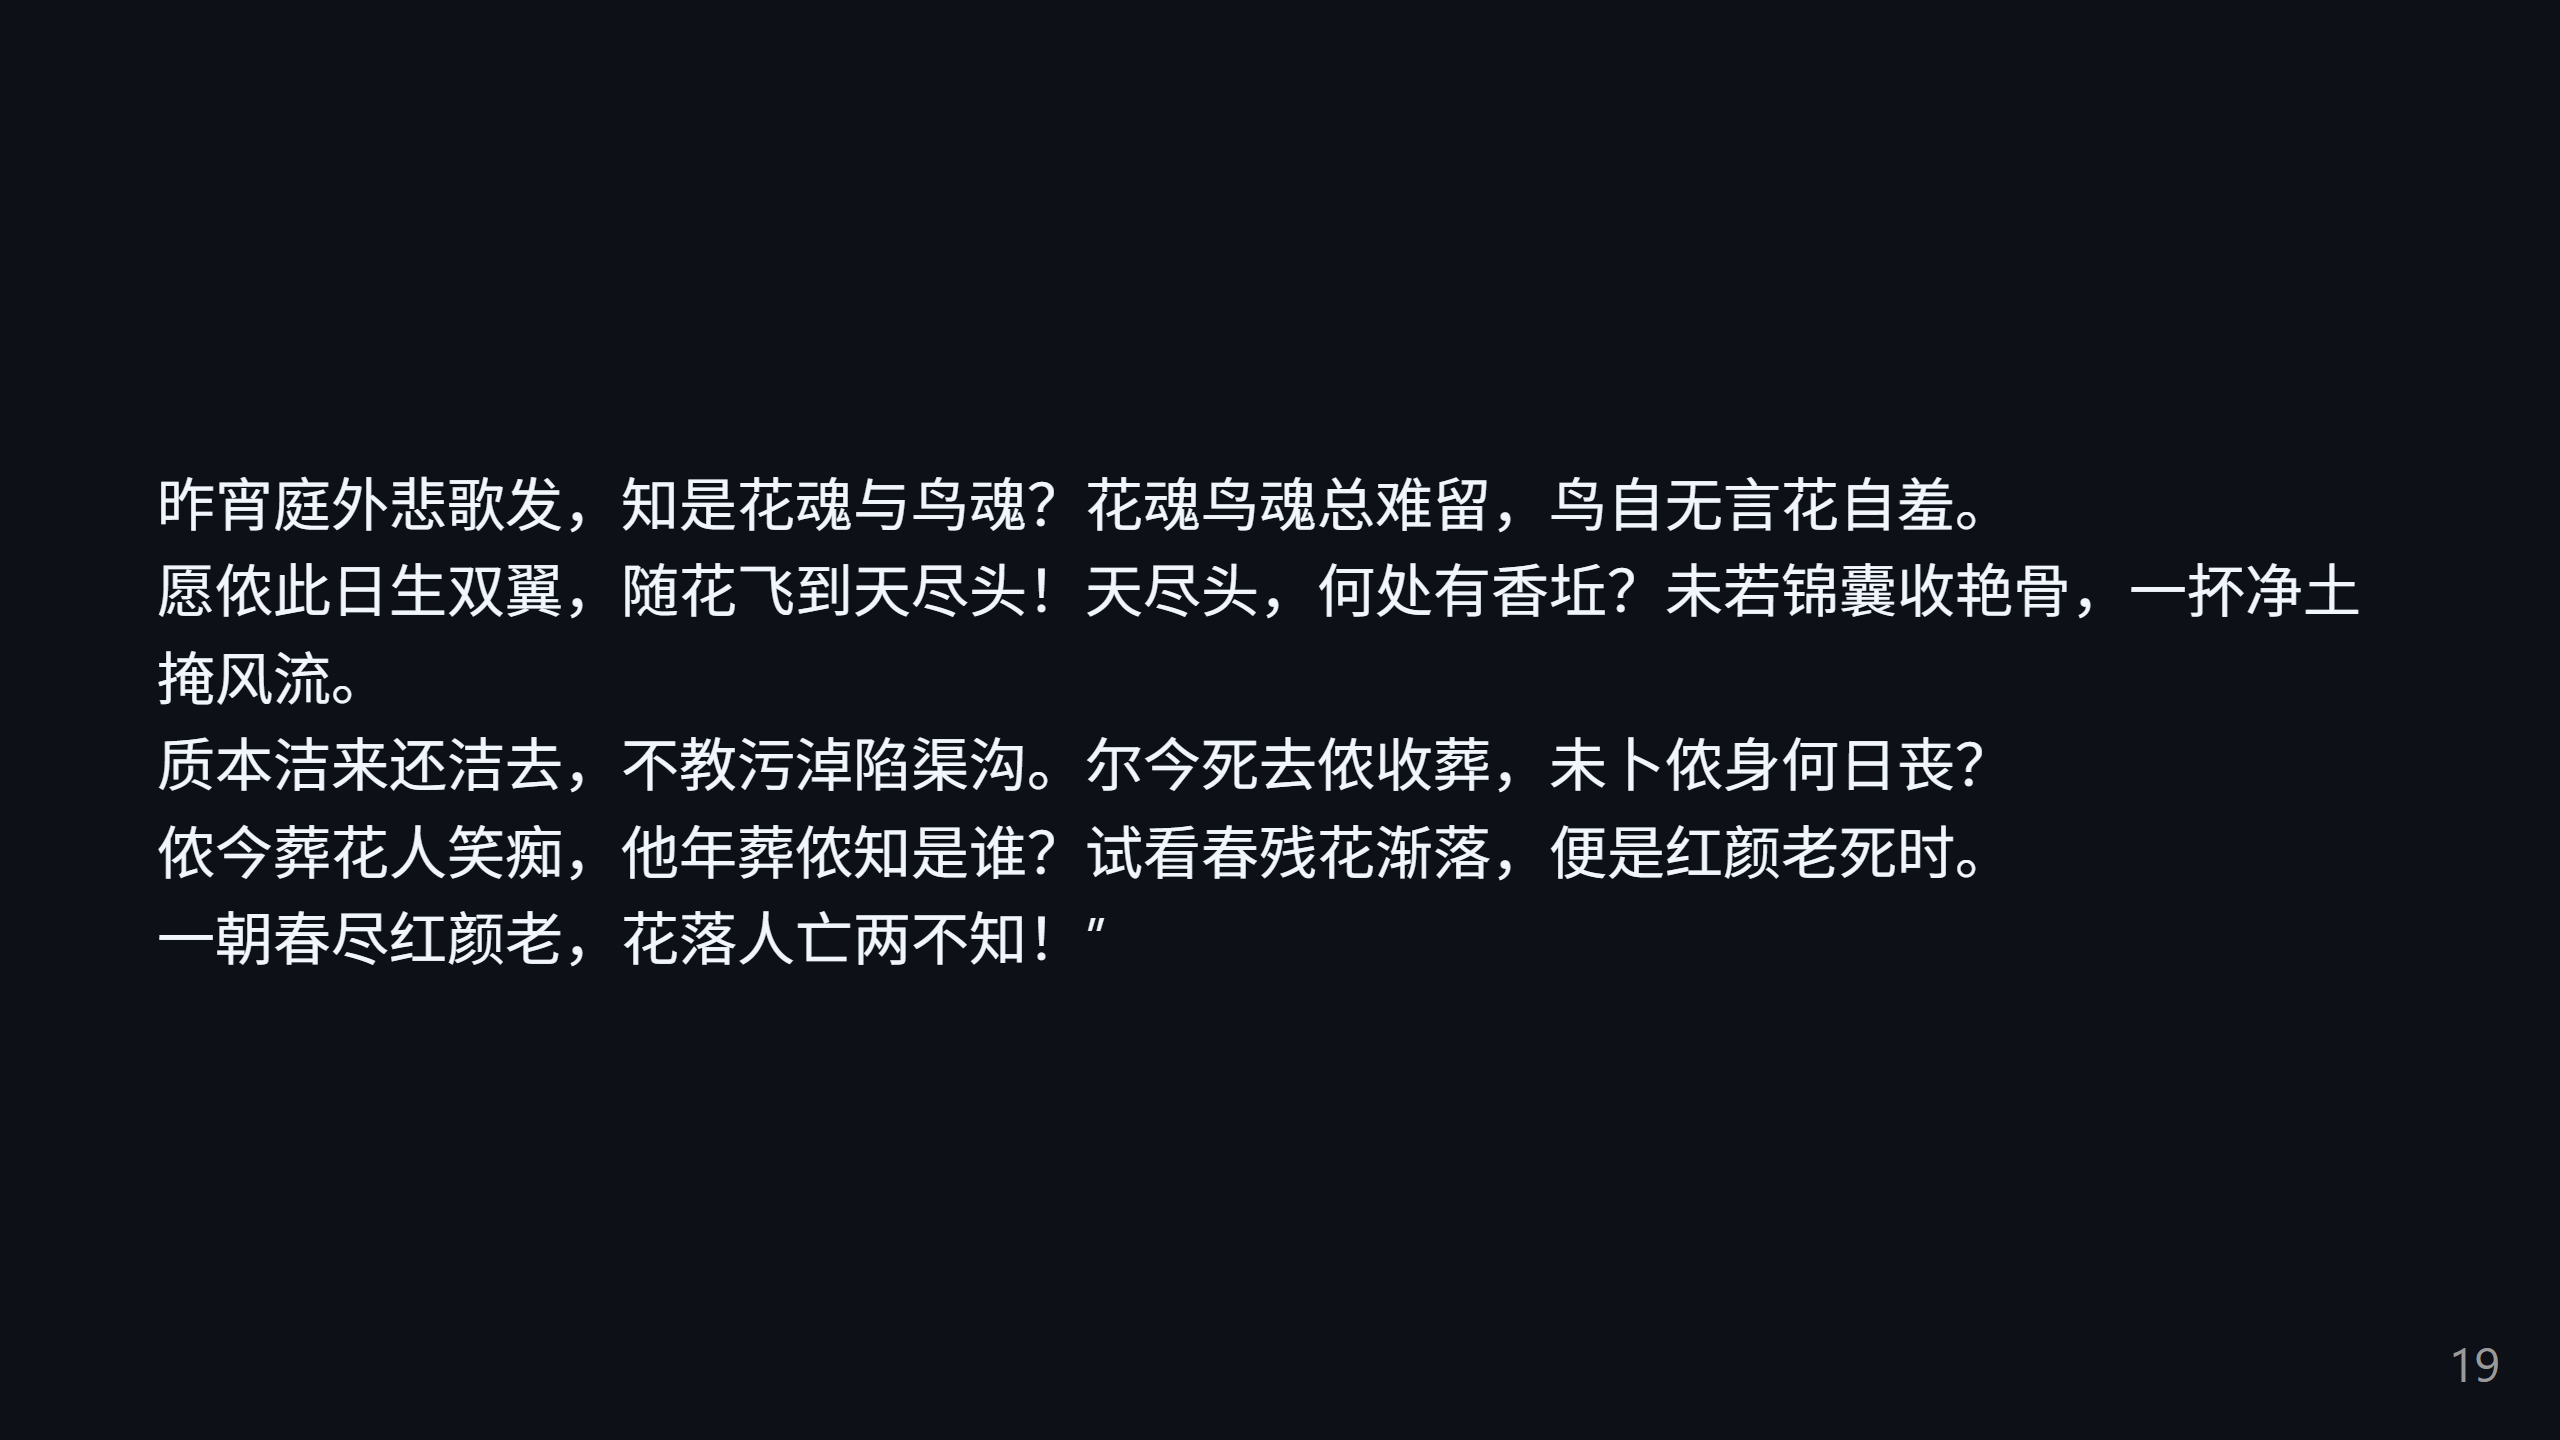 昨宵庭外悲歌发，知是花魂与鸟魂？花魂鸟魂总难留，鸟自无言花自羞。
愿侬此日生双翼，随花飞到天尽头！天尽头，何处有香坵？未若锦囊收艳骨，一抔净土
掩风流。
质本洁来还洁去，不教污淖陷渠沟。尔今死去侬收葬，未卜侬身何日丧？
侬今葬花人笑痴，他年葬侬知是谁？试看春残花渐落，便是红颜老死时。
一朝春尽红颜老，花落人亡两不知！”
19